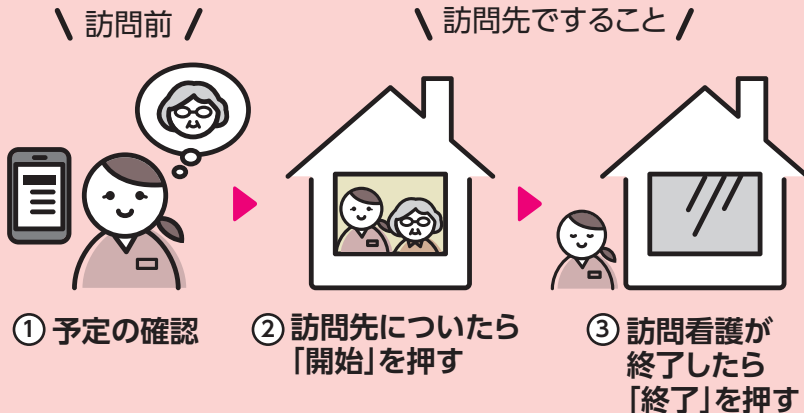 訪問前
訪問先ですること
① 予定の確認
② 訪問先についたら
「開始」を押す
③ 訪問看護が
終了したら
「終了」を押す